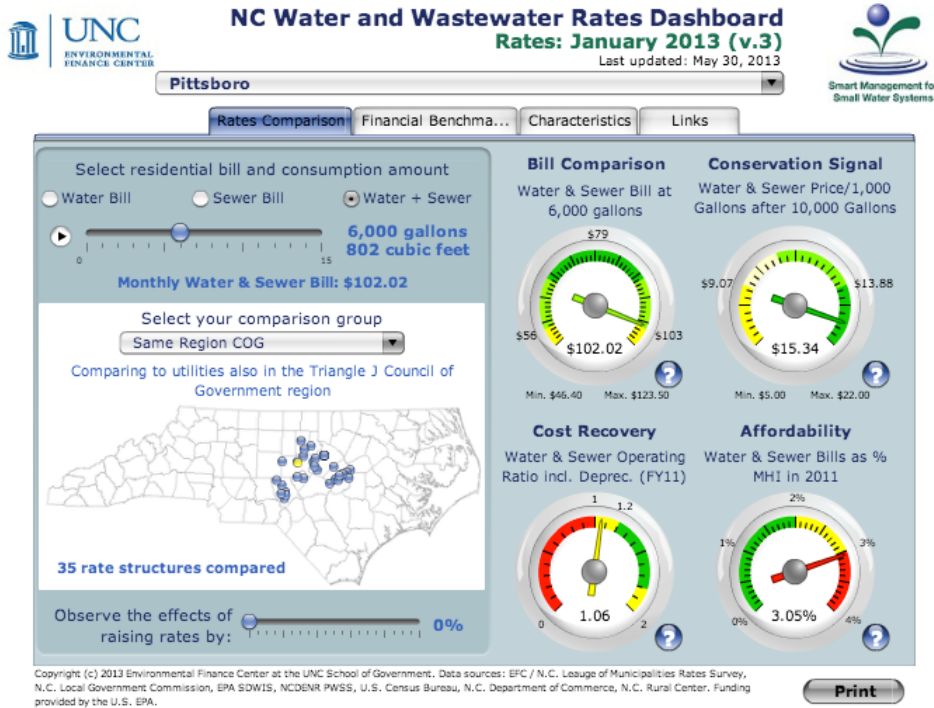 UNC
ENVIRONMENTAL
FINANCE CENTER
NC Water and Wastewater Rates Dashboard
Rates: January 2013 (v.3)
Last updated: May 30, 2013
Smart Management fo
Small Water Systems
Pittsboro
Rates Comparison
Financial Benchma...
Characteristics
Links
Select residential bill and consumption amount
Water Bill
Sewer Bill
Water + Sewer
0
15
6,000 gallons
802 cubic feet
Monthly Water & Sewer Bill: $102.02
Select your comparison group
Same Region COG
Comparing to utilities also in the Triangle J Council of
Government region
35 rate structures compared
Observe the effects of
raising rates by:
0%
Bill Comparison
Water & Sewer Bill at
6,000 gallons
$79
$56
$103
$102.02
?
Min. $46.40 Max. $123.50
Conservation Signal
Water & Sewer Price/1,000
Gallons after 10,000 Gallons
$9.07
$13.88
$15.34
?
Min. $5.00 Max. $22.00
Cost Recovery
Water & Sewer Operating
Ratio incl. Deprec. (FY11)
1
1.2
0
2
1.06
?
Affordability
Water & Sewer Bills as %
MHI in 2011
2%
1%
3%
0%
4%
3.05%
?
Copyright (c) 2013 Environmental Finance Center at the UNC School of Government. Data sources: EFC / N.C. Leauge of Municipalities Rates Survey,
N.C. Local Government Commission, EPA SDWIS, NCDENR PWSS, U.S. Census Bureau, N.C. Department of Commerce, N.C. Rural Center. Funding
provided by the U.S. EPA.
Print